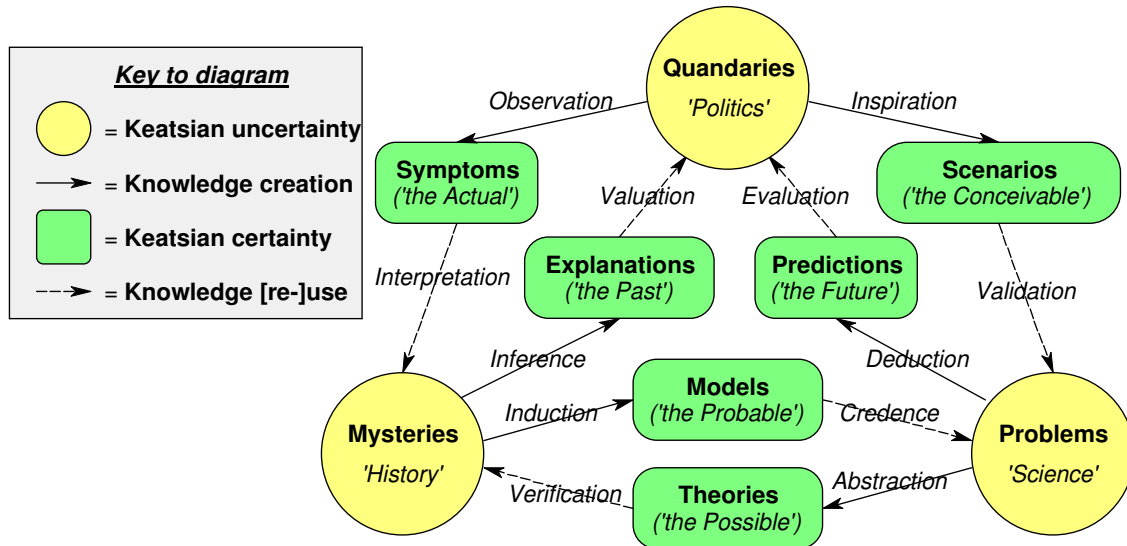 Key to diagram
= Keatsian uncertainty
= Knowledge creation
= Keatsian certainty
= Knowledge [re-]use
Quandaries
'Politics'
Observation
Inspiration
Symptoms
('the Actual')
Scenarios
('the Conceivable')
Valuation
Evaluation
Interpretation
Explanations
('the Past')
Predictions
('the Future')
Validation
Inference
Deduction
Models
('the Probable')
Induction
Credence
Mysteries
'History'
Problems
'Science'
Verification
Theories
('the Possible')
Abstraction